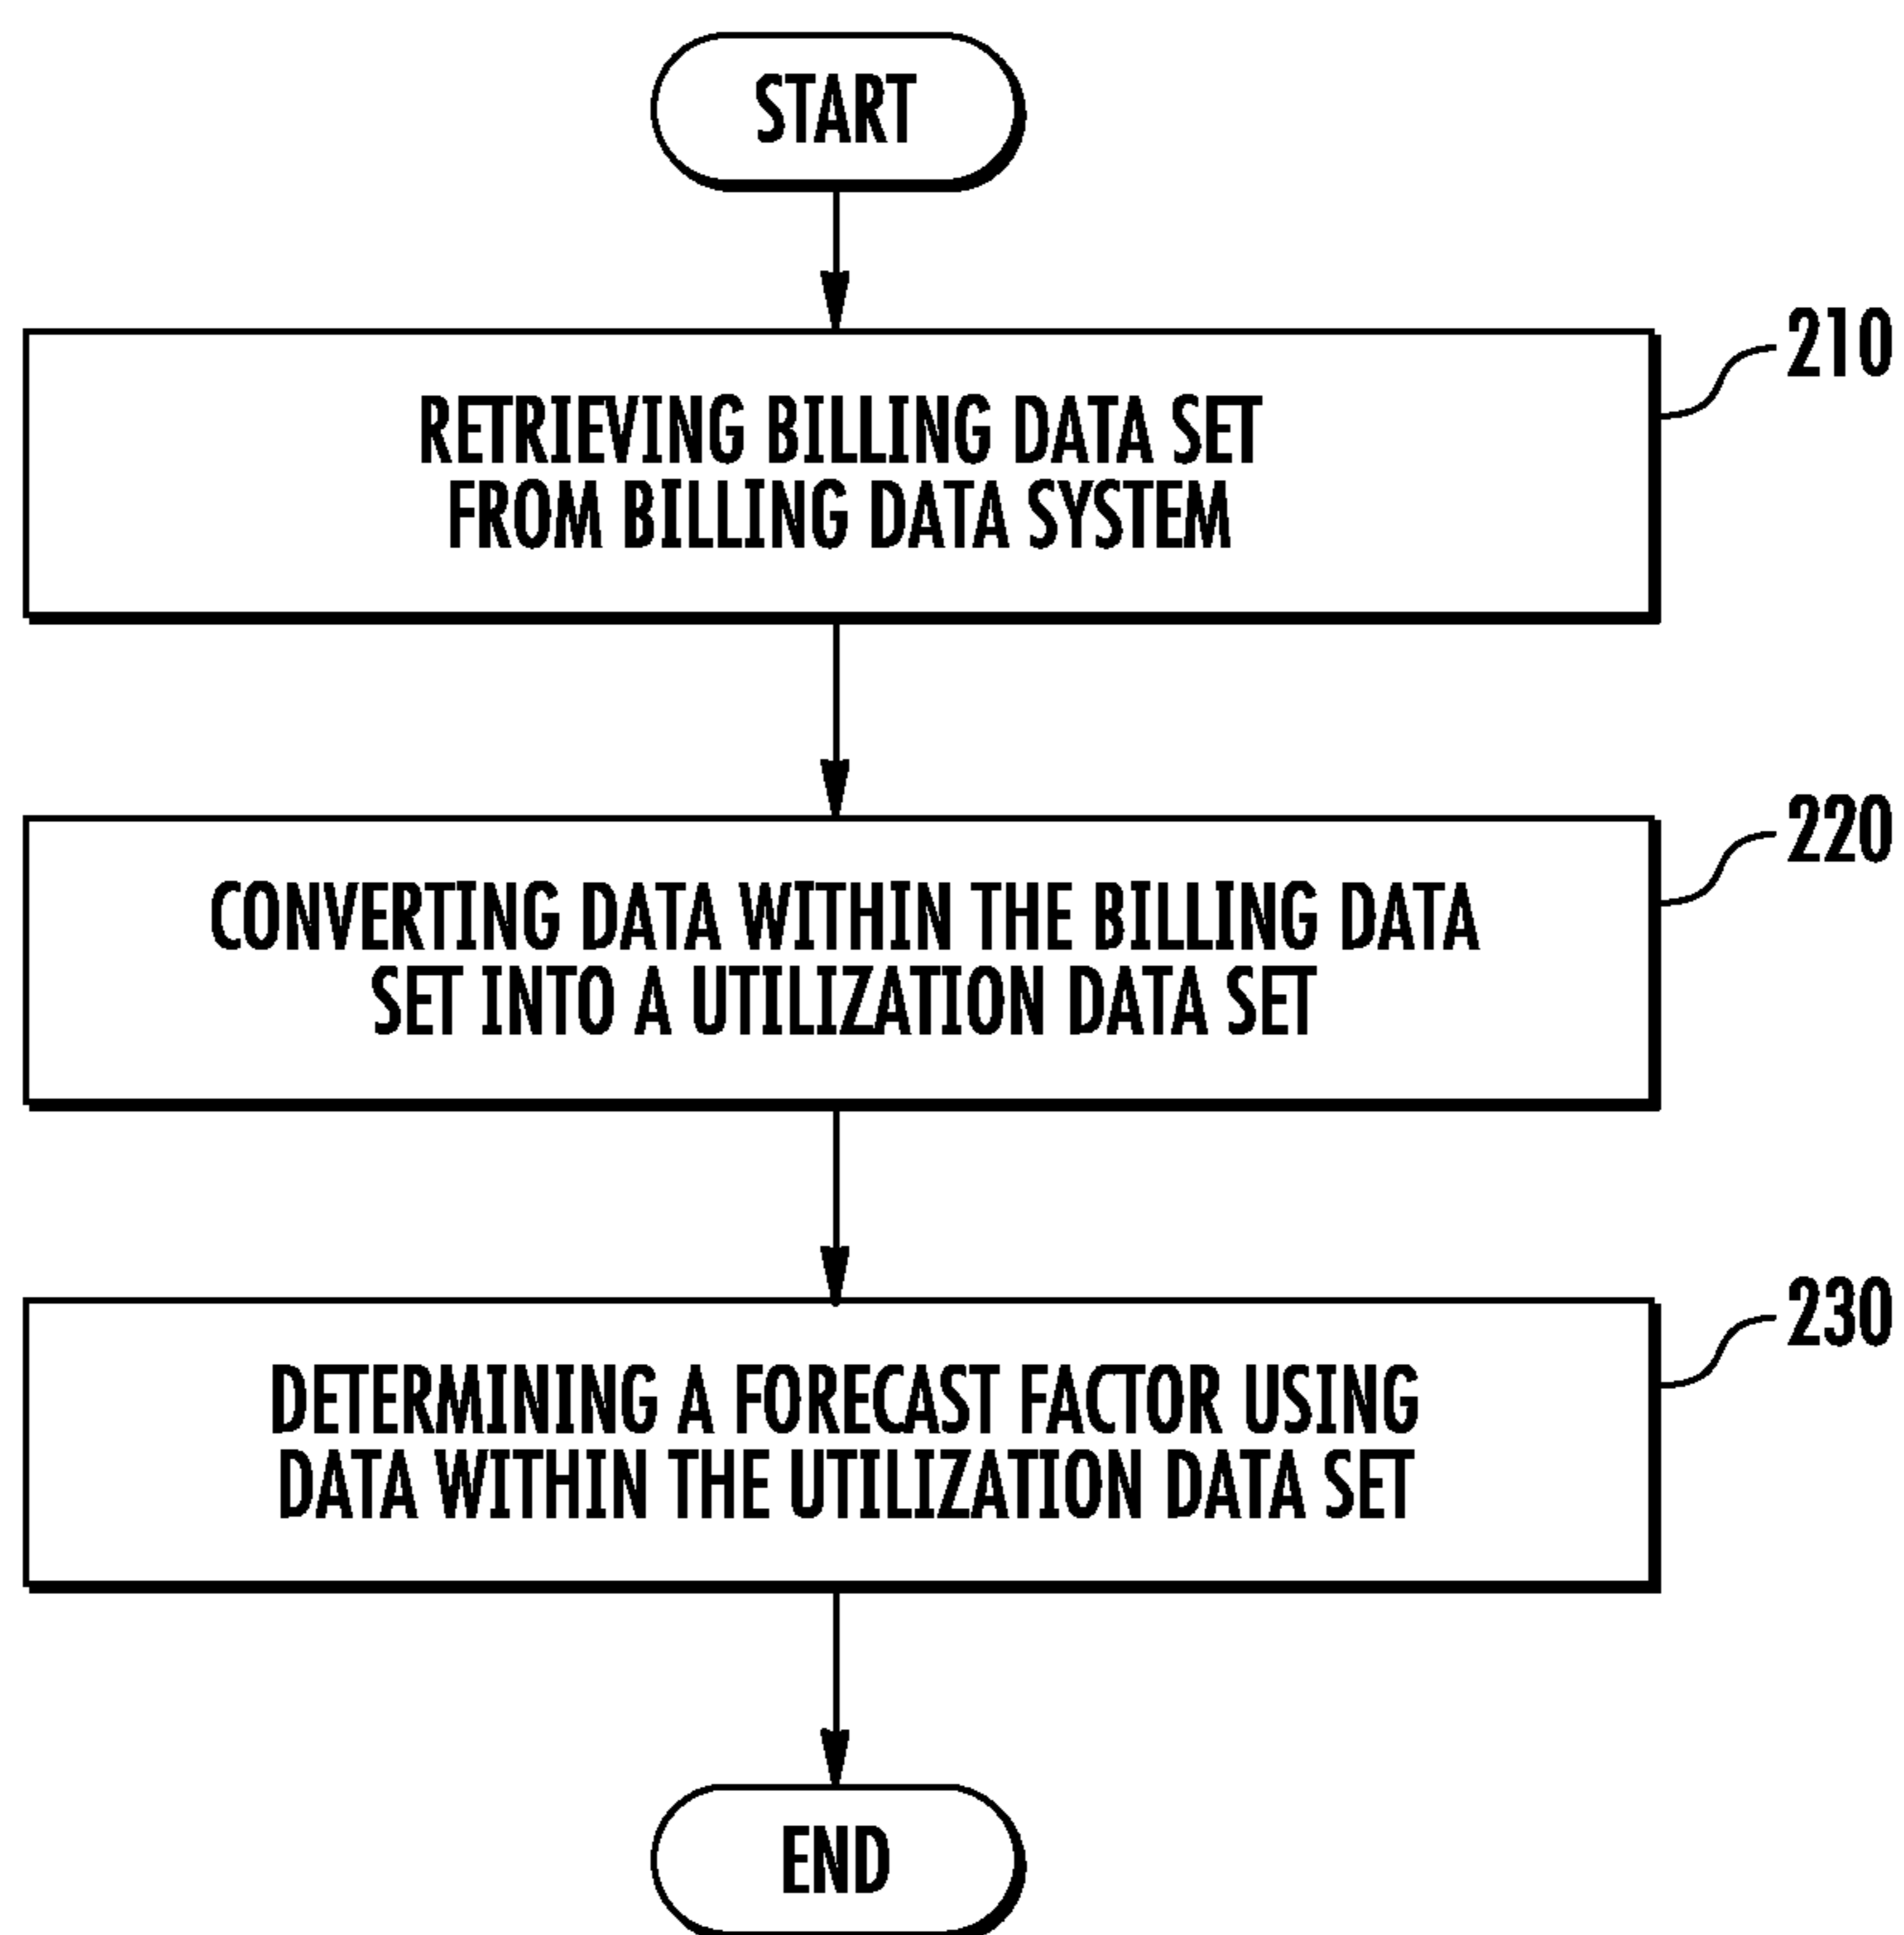 START
210
RETRIEVING BILLING DATA SET
FROM BILLING DATA SYSTEM
220
CONVERTING DATA WITHIN THE BILLING DATA
SET INTO A UTILIZATION DATA SET
230
DETERMINING A FORECAST FACTOR USING
DATA WITHIN THE UTILIZATION DATA SET
END